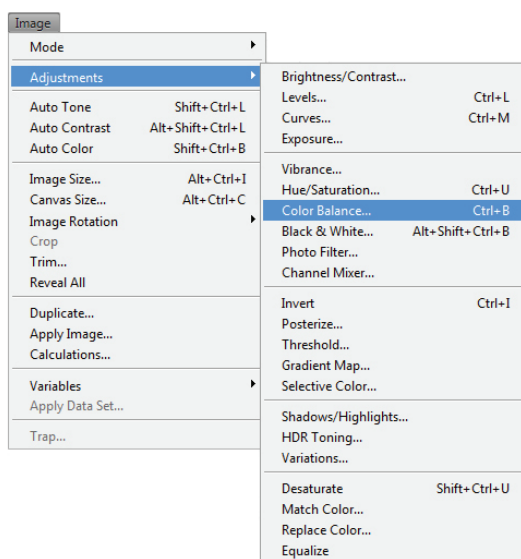 Image
Mode
Adjustments
Auto Tone Shift+Ctrl+L
Auto Contrast Alt+Shift+Ctrl+L
Auto Color Shift+Ctrl+B
Image Size... Alt+Ctrl+I
Canvas Size... Alt+Ctrl+C
Image Rotation
Crop
Trim...
Reveal All
Duplicate...
Apply Image...
Calculations...
Variables
Apply Data Set...
Trap...
Brightness/Contrast...
Levels... Ctrl+L
Curves... Ctrl+M
Exposure...
Vibrance...
Hue/Saturation... Ctrl+U
Color Balance... Ctrl+B
Black & White... Alt+Shift+Ctrl+B
Photo Filter...
Channel Mixer...
Invert Ctrl+I
Posterize...
Threshold...
Gradient Map...
Selective Color...
Shadows/Highlights...
HDR Toning...
Variations...
Desaturate Shift+Ctrl+U
Match Color...
Replace Color...
Equalize